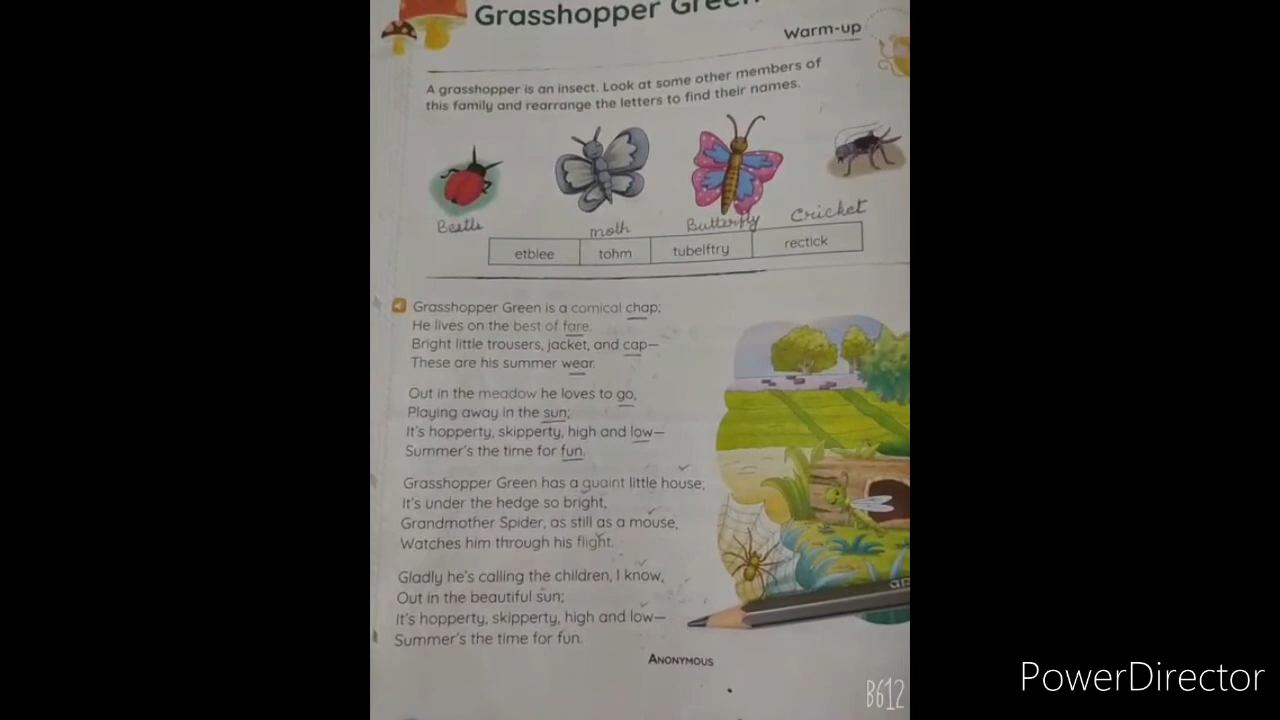 Grasshopper Green
Warm-up
A grasshopper is an insect. Look at some other members of
this family and rearrange the letters to find their names.
Beetle moth Butterfly Cricket
etblee tohm tubelftry rectick
Grasshopper Green is a comical chap;
He lives on the best of fare.
Bright little trousers, jacket, and cap—
These are his summer wear.
Out in the meadow he loves to go,
Playing away in the sun;
It's hopperty, skipperty, high and low—
Summer's the time for fun.
Grasshopper Green has a quaint little house;
It's under the hedge so bright,
Grandmother Spider, as still as a mouse,
Watches him through his flight.
Gladly he's calling the children, I know,
Out in the beautiful sun;
It's hopperty, skipperty, high and low—
Summer's the time for fun.
ANONYMOUS
PowerDirector
B612